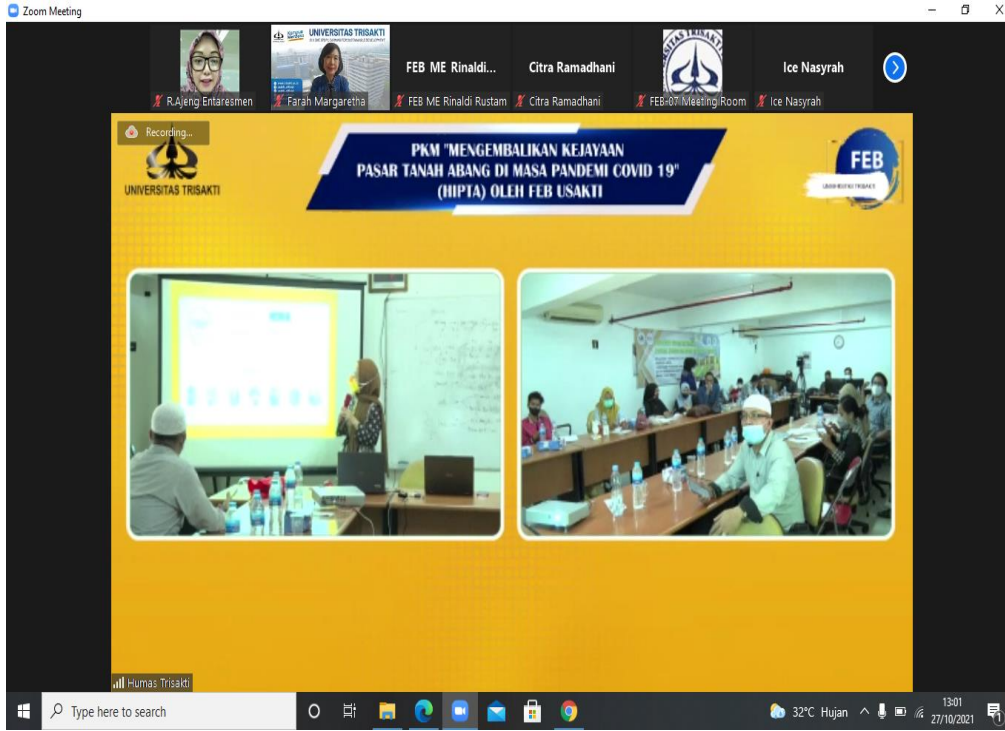 Zoom Meeting
UNIVERSITAS TRISAKTI
FEB ME Rinaldi...
Citra Ramadhani
Ice Nasyrah
R.Ajeng Entaresmen
Farah Margaretha
FEB ME Rinaldi Rustam
Citra Ramadhani
FEB-07 Meeting Room
Ice Nasyrah
Recording...
UNIVERSITAS TRISAKTI
PKM "MENGEMBALIKAN KEJAYAAN
PASAR TANAH ABANG DI MASA PANDEMI COVID 19"
(HIPTA) OLEH FEB USAKTI
FEB
UNIVERSITAS TRISAKTI
Humas Trisakti
Type here to search
32°C Hujan
13:01
27/10/2021
1